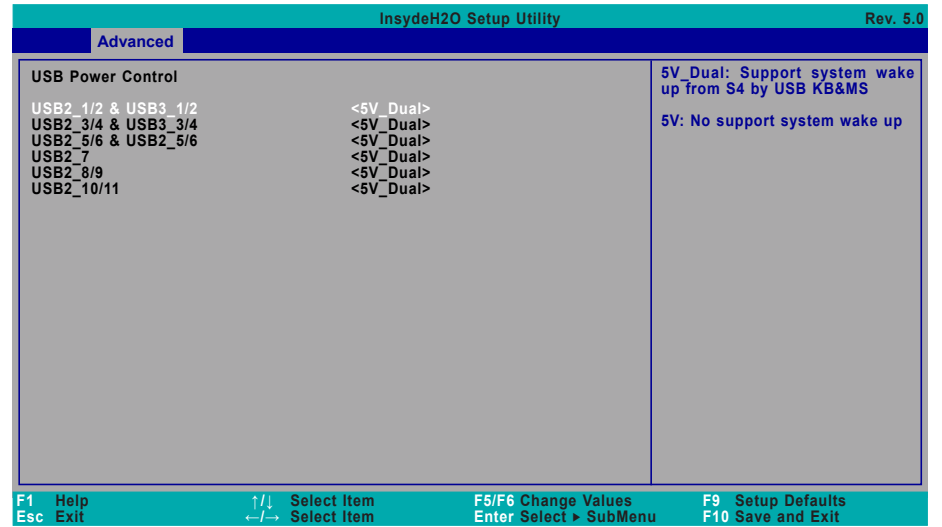 InsydeH2O Setup Utility Rev. 5.0
Advanced
USB Power Control
USB2_1/2 & USB3_1/2 <5V_Dual>
USB2_3/4 & USB3_3/4 <5V_Dual>
USB2_5/6 & USB2_5/6 <5V_Dual>
USB2_7 <5V_Dual>
USB2_8/9 <5V_Dual>
USB2_10/11 <5V_Dual>
5V_Dual: Support system wake
up from S4 by USB KB&MS
5V: No support system wake up
F1 Help ↑/↓ Select Item F5/F6 Change Values F9 Setup Defaults
Esc Exit ←/→ Select Item Enter Select ▶ SubMenu F10 Save and Exit